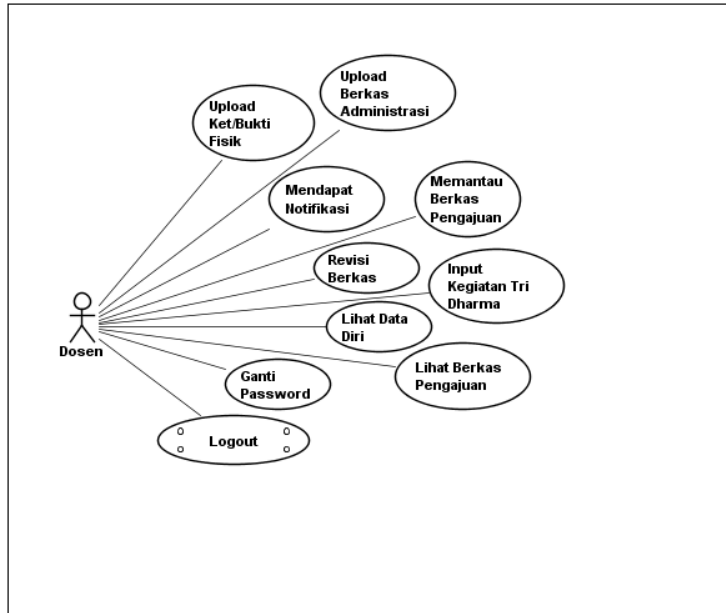 Upload
Berkas
Administrasi
Upload
Ket/Bukti
Fisik
Mendapat
Notifikasi
Memantau
Berkas
Pengajuan
Revisi
Berkas
Input
Kegiatan Tri
Dharma
Lihat Data
Diri
Dosen
Ganti
Password
Lihat Berkas
Pengajuan
Logout